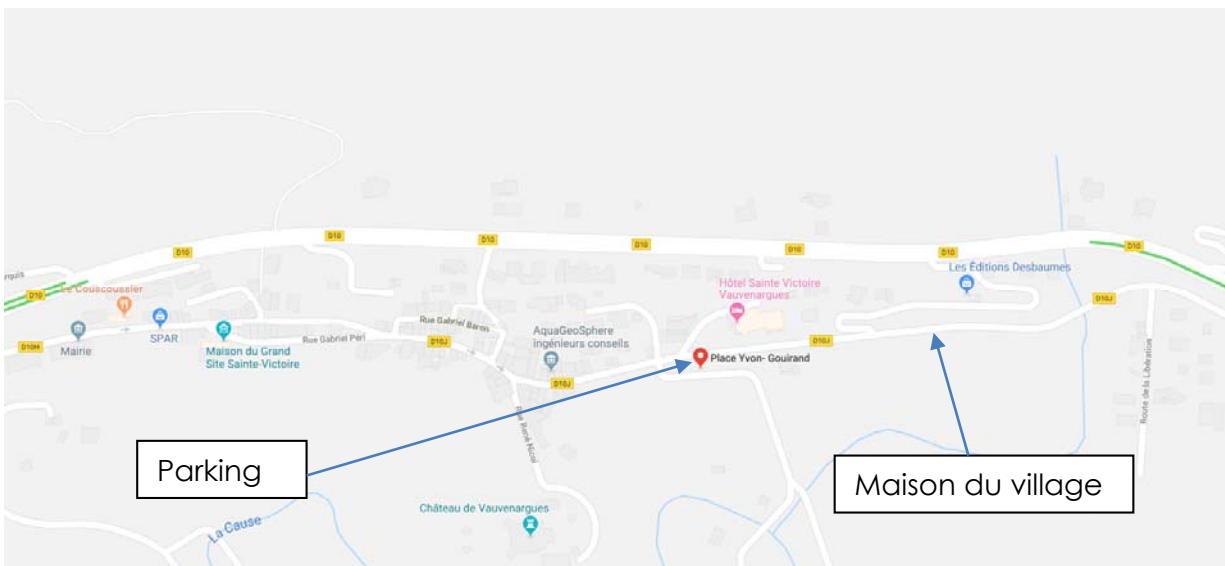 D10
D10
D10
D10
D10
D10
D10
D10
Les Éditions Desbaumes
Hôtel Sainte Victoire
Vauvenargues
D10J
Le Couscoussier
SPAR
Mairie
D10H
Maison du Grand
Site Sainte-Victoire
Rue Gabriel Péri
Rue Gabriel Baron
D10J
AquaGeoSphere
ingénieurs conseils
D10J
D10J
Place Yvon- Gouirand
Route de la Libération
Rue René Nicol
Parking
Maison du village
Château de Vauvenargues
La Cause